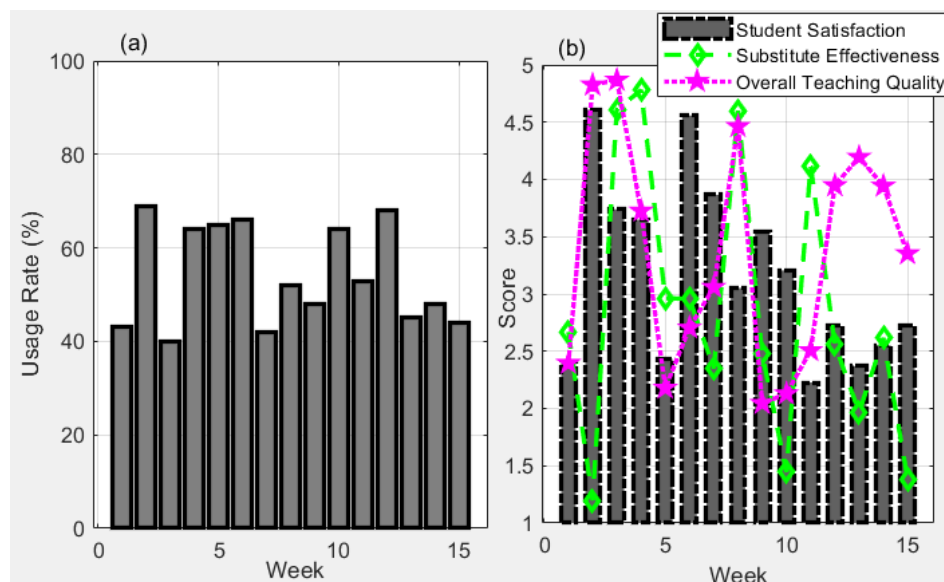 (a)
100
80
60
40
20
0
Usage Rate (%)
0
5
10
15
Week
(b)
Student Satisfaction
Substitute Effectiveness
Overall Teaching Quality
5
4.5
4
3.5
3
2.5
2
1.5
1
Score
0
5
10
15
Week